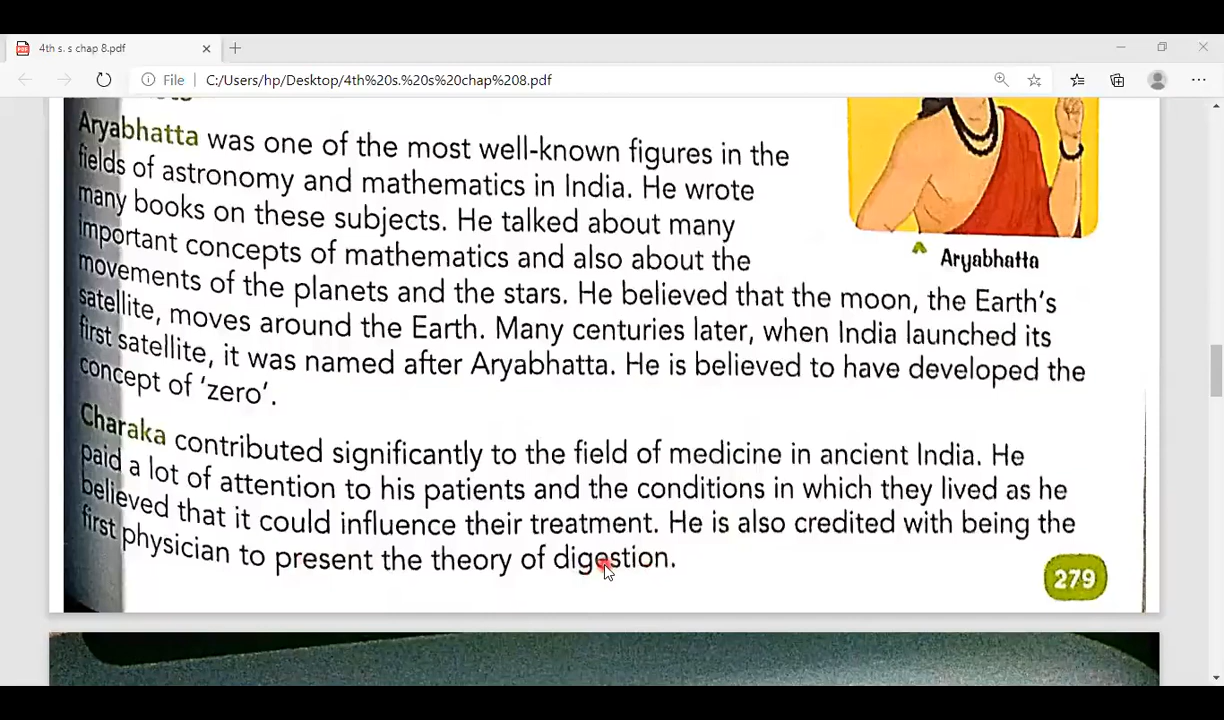 4th s. s chap 8.pdf
File
C:/Users/hp/Desktop/4th%20s.%20s%20chap%208.pdf
Aryabhatta was one of the most well-known figures in the
fields of astronomy and mathematics in India. He wrote
many books on these subjects. He talked about many
important concepts of mathematics and also about the
movements of the planets and the stars. He believed that the moon, the Earth's
satellite, moves around the Earth. Many centuries later, when India launched its
first satellite, it was named after Aryabhatta. He is believed to have developed the
concept of 'zero'.
Aryabhatta
Charaka contributed significantly to the field of medicine in ancient India. He
paid a lot of attention to his patients and the conditions in which they lived as he
believed that it could influence their treatment. He is also credited with being the
first physician to present the theory of digestion.
279